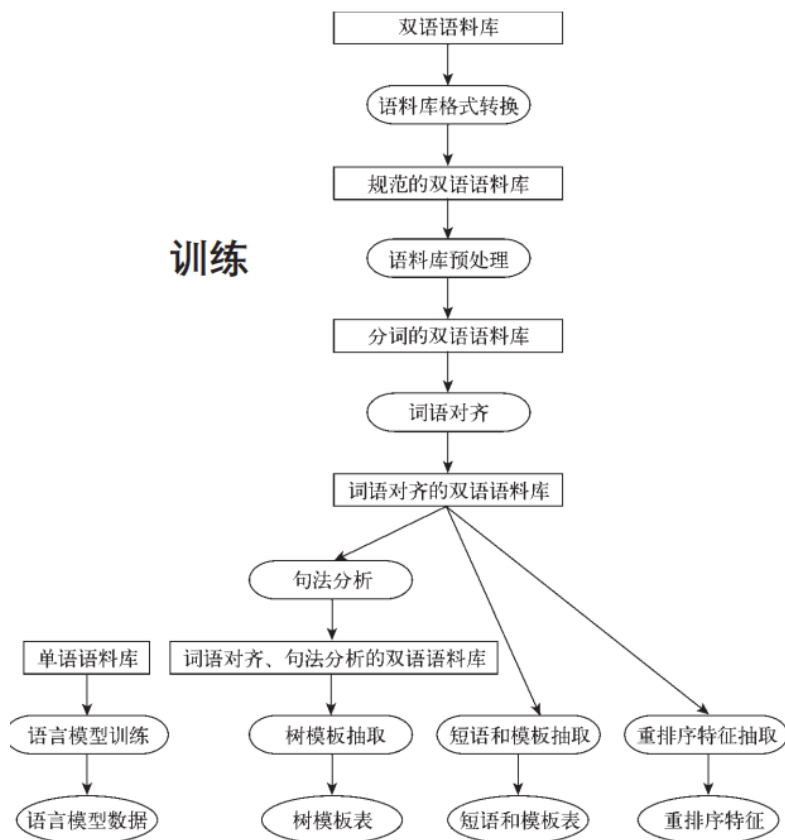 双语语料库
语料库格式转换
规范的双语语料库
训练
语料库预处理
分词的双语语料库
词语对齐
词语对齐的双语语料库
句法分析
单语语料库
词语对齐、句法分析的双语语料库
语言模型训练
树模板抽取
短语和模板抽取
重排序特征抽取
语言模型数据
树模板表
短语和模板表
重排序特征